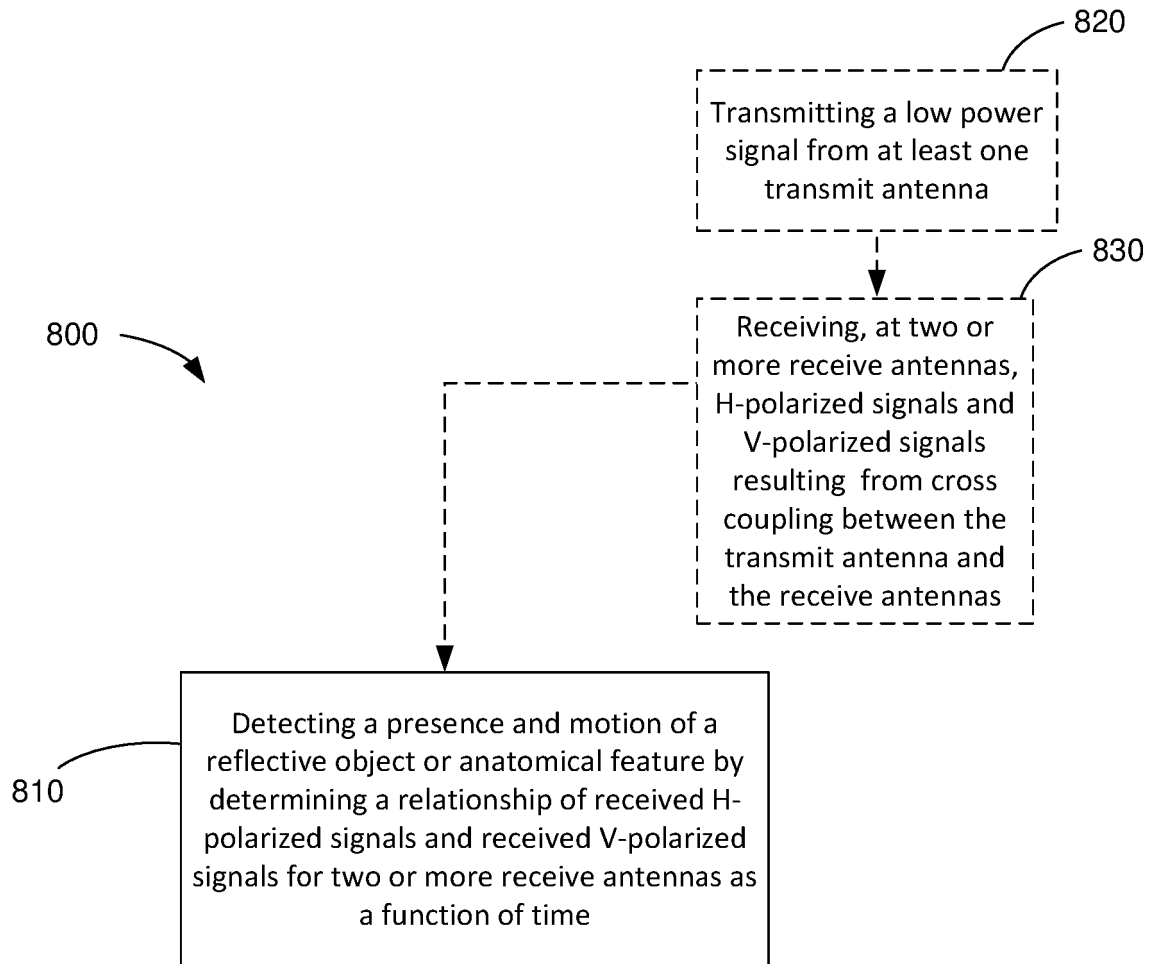 820
Transmitting a low power
signal from at least one
transmit antenna
830
Receiving, at two or
more receive antennas,
H-polarized signals and
V-polarized signals
resulting from cross
coupling between the
transmit antenna and
the receive antennas
800
810
Detecting a presence and motion of a
reflective object or anatomical feature by
determining a relationship of received H-
polarized signals and received V-polarized
signals for two or more receive antennas as
a function of time